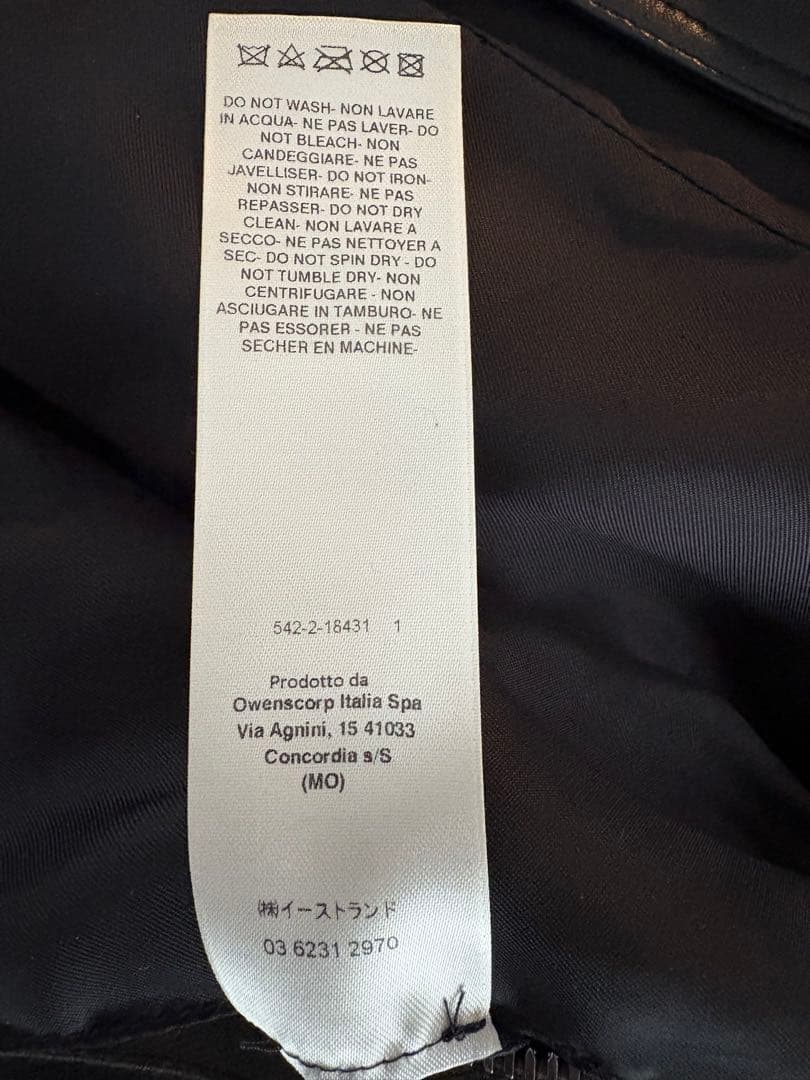 DO NOT WASH- NON LAVARE
IN ACQUA- NE PAS LAVER- DO
NOT BLEACH- NON
CANDEGGIARE- NE PAS
JAVELLISER- DO NOT IRON-
NON STIRARE- NE PAS
REPASSER- DO NOT DRY
CLEAN- NON LAVARE A
SECCO- NE PAS NETTOYER A
SEC- DO NOT SPIN DRY - DO
NOT TUMBLE DRY- NON
CENTRIFUGARE - NON
ASCIUGARE IN TAMBURO- NE
PAS ESSORER - NE PAS
SECHER EN MACHINE-
542-2-18431 1
Prodotto da
Owenscorp Italia Spa
Via Agnini, 15 41033
Concordia s/S
(MO)
㈱イーストランド
03 6231 2970